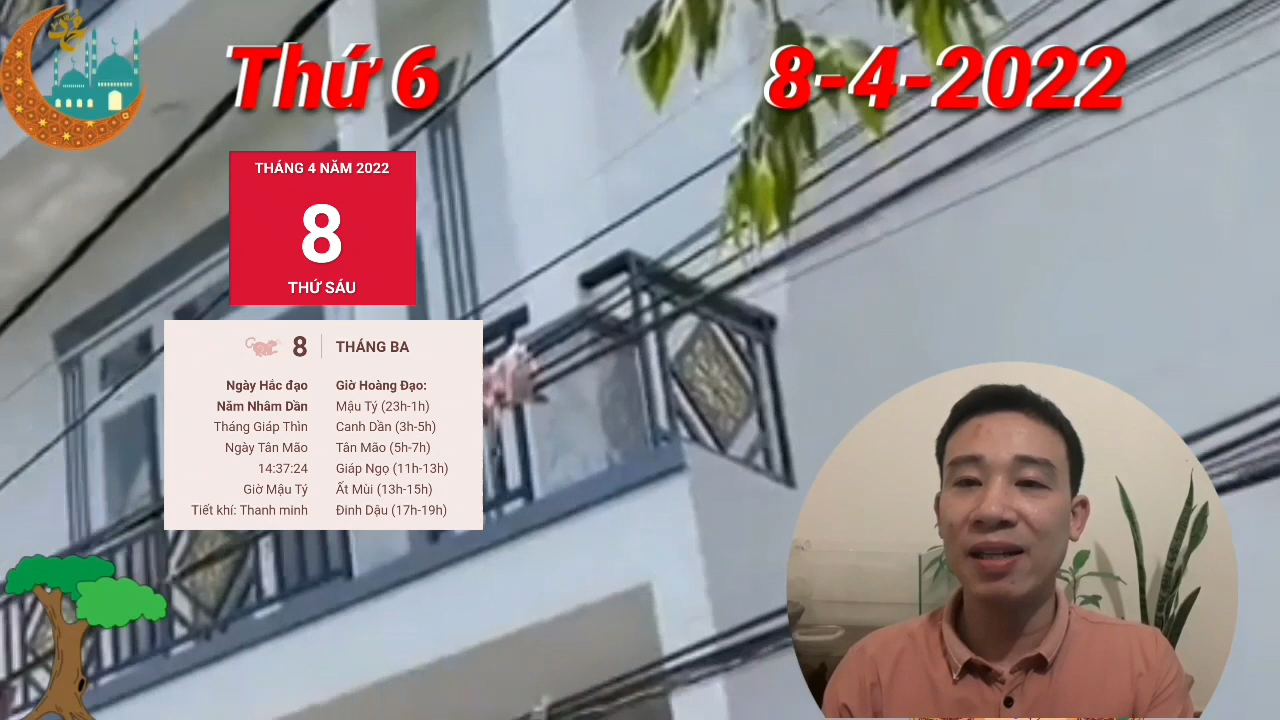 Thứ 6
8-4-2022
THÁNG 4 NĂM 2022
8
THỨ SÁU
8 THÁNG BA
Ngày Hắc đạo Giờ Hoàng Đạo:
Năm Nhâm Dần Mậu Tý (23h-1h)
Tháng Giáp Thìn Canh Dần (3h-5h)
Ngày Tân Mão Tân Mão (5h-7h)
14:37:24 Giáp Ngọ (11h-13h)
Giờ Mậu Tý Ất Mùi (13h-15h)
Tiết khí: Thanh minh Đinh Dậu (17h-19h)